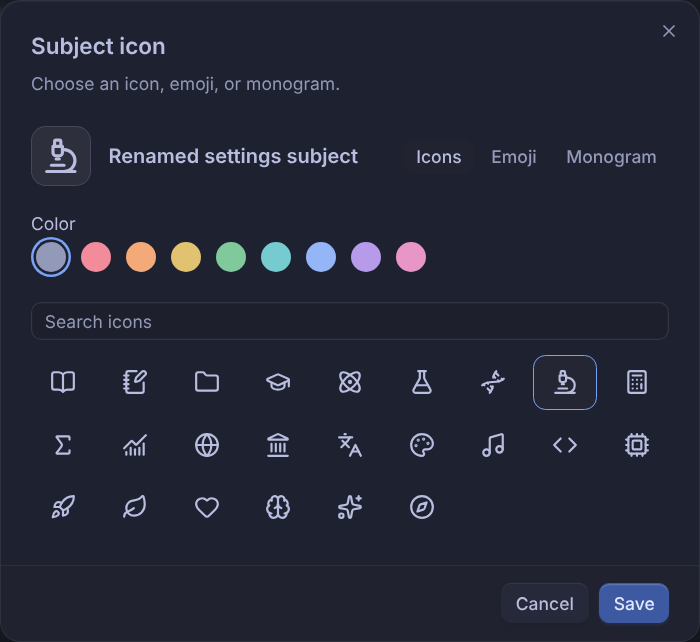 Subject icon
Choose an icon, emoji, or monogram.
Renamed settings subject
Icons
Emoji
Monogram
Color
Search icons
Cancel
Save